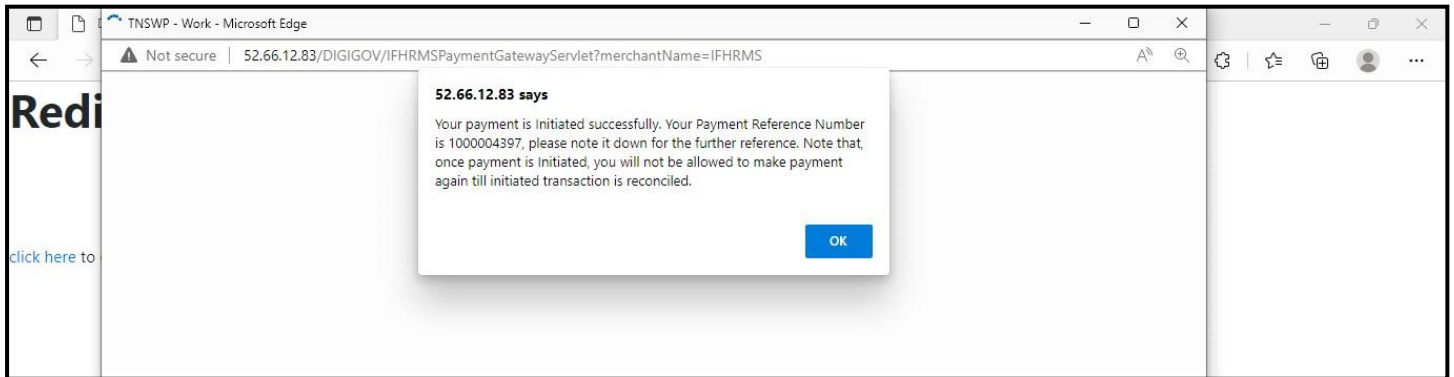 TNSWP - Work - Microsoft Edge
Not secure | 52.66.12.83/DIGIGOV/IFHRMSPaymentGatewayServlet?merchantName=IFHRMS
Redi
52.66.12.83 says
Your payment is Initiated successfully. Your Payment Reference Number
is 1000004397, please note it down for the further reference. Note that,
once payment is Initiated, you will not be allowed to make payment
again till initiated transaction is reconciled.
OK
click here to